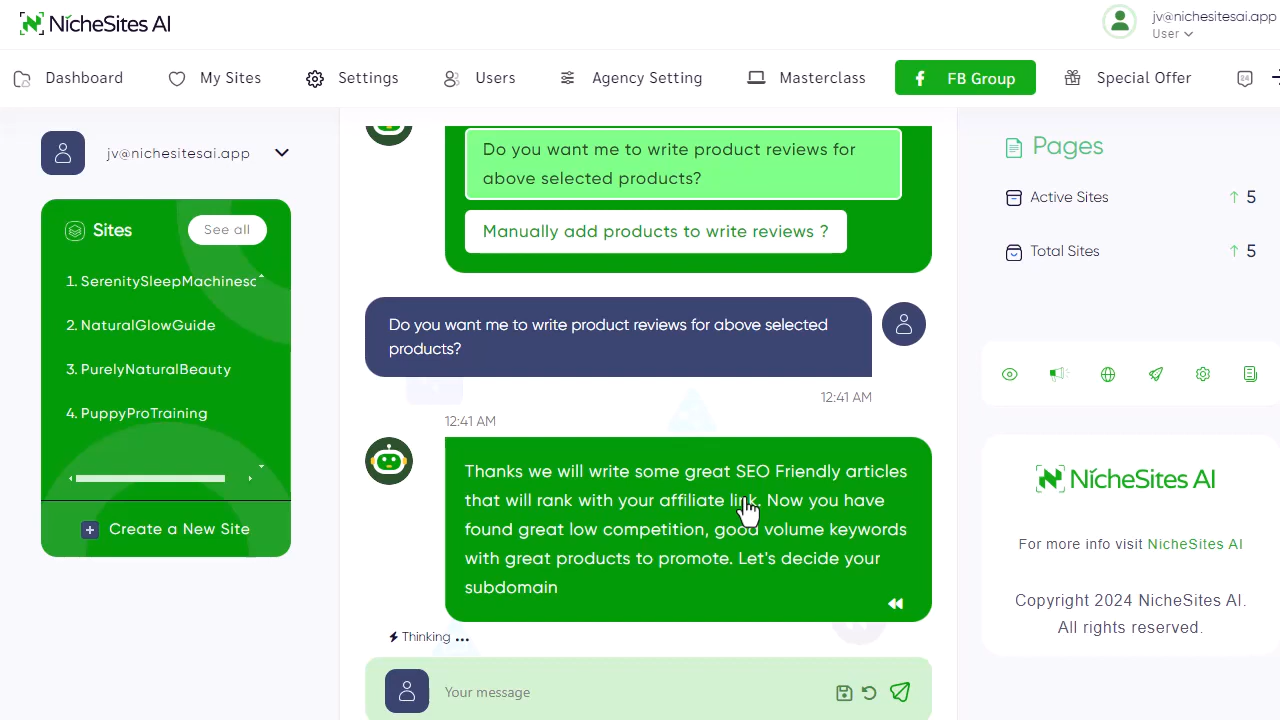 NicheSites AI
jv@nichesitesai.app
User
Dashboard
My Sites
Settings
Users
Agency Setting
Masterclass
FB Group
Special Offer
24
jv@nichesitesai.app
Sites
See all
1. SerenitySleepMachinesc
2. NaturalGlowGuide
3. PurelyNaturalBeauty
4. PuppyProTraining
Create a New Site
Do you want me to write product reviews for
above selected products?
Manually add products to write reviews ?
Do you want me to write product reviews for above selected
products?
12:41 AM
12:41 AM
Thanks we will write some great SEO Friendly articles
that will rank with your affiliate link. Now you have
found great low competition, good volume keywords
with great products to promote. Let's decide your
subdomain
Thinking ...
Your message
Pages
Active Sites ↑ 5
Total Sites ↑ 5
NicheSites AI
For more info visit NicheSites AI
Copyright 2024 NicheSites AI.
All rights reserved.